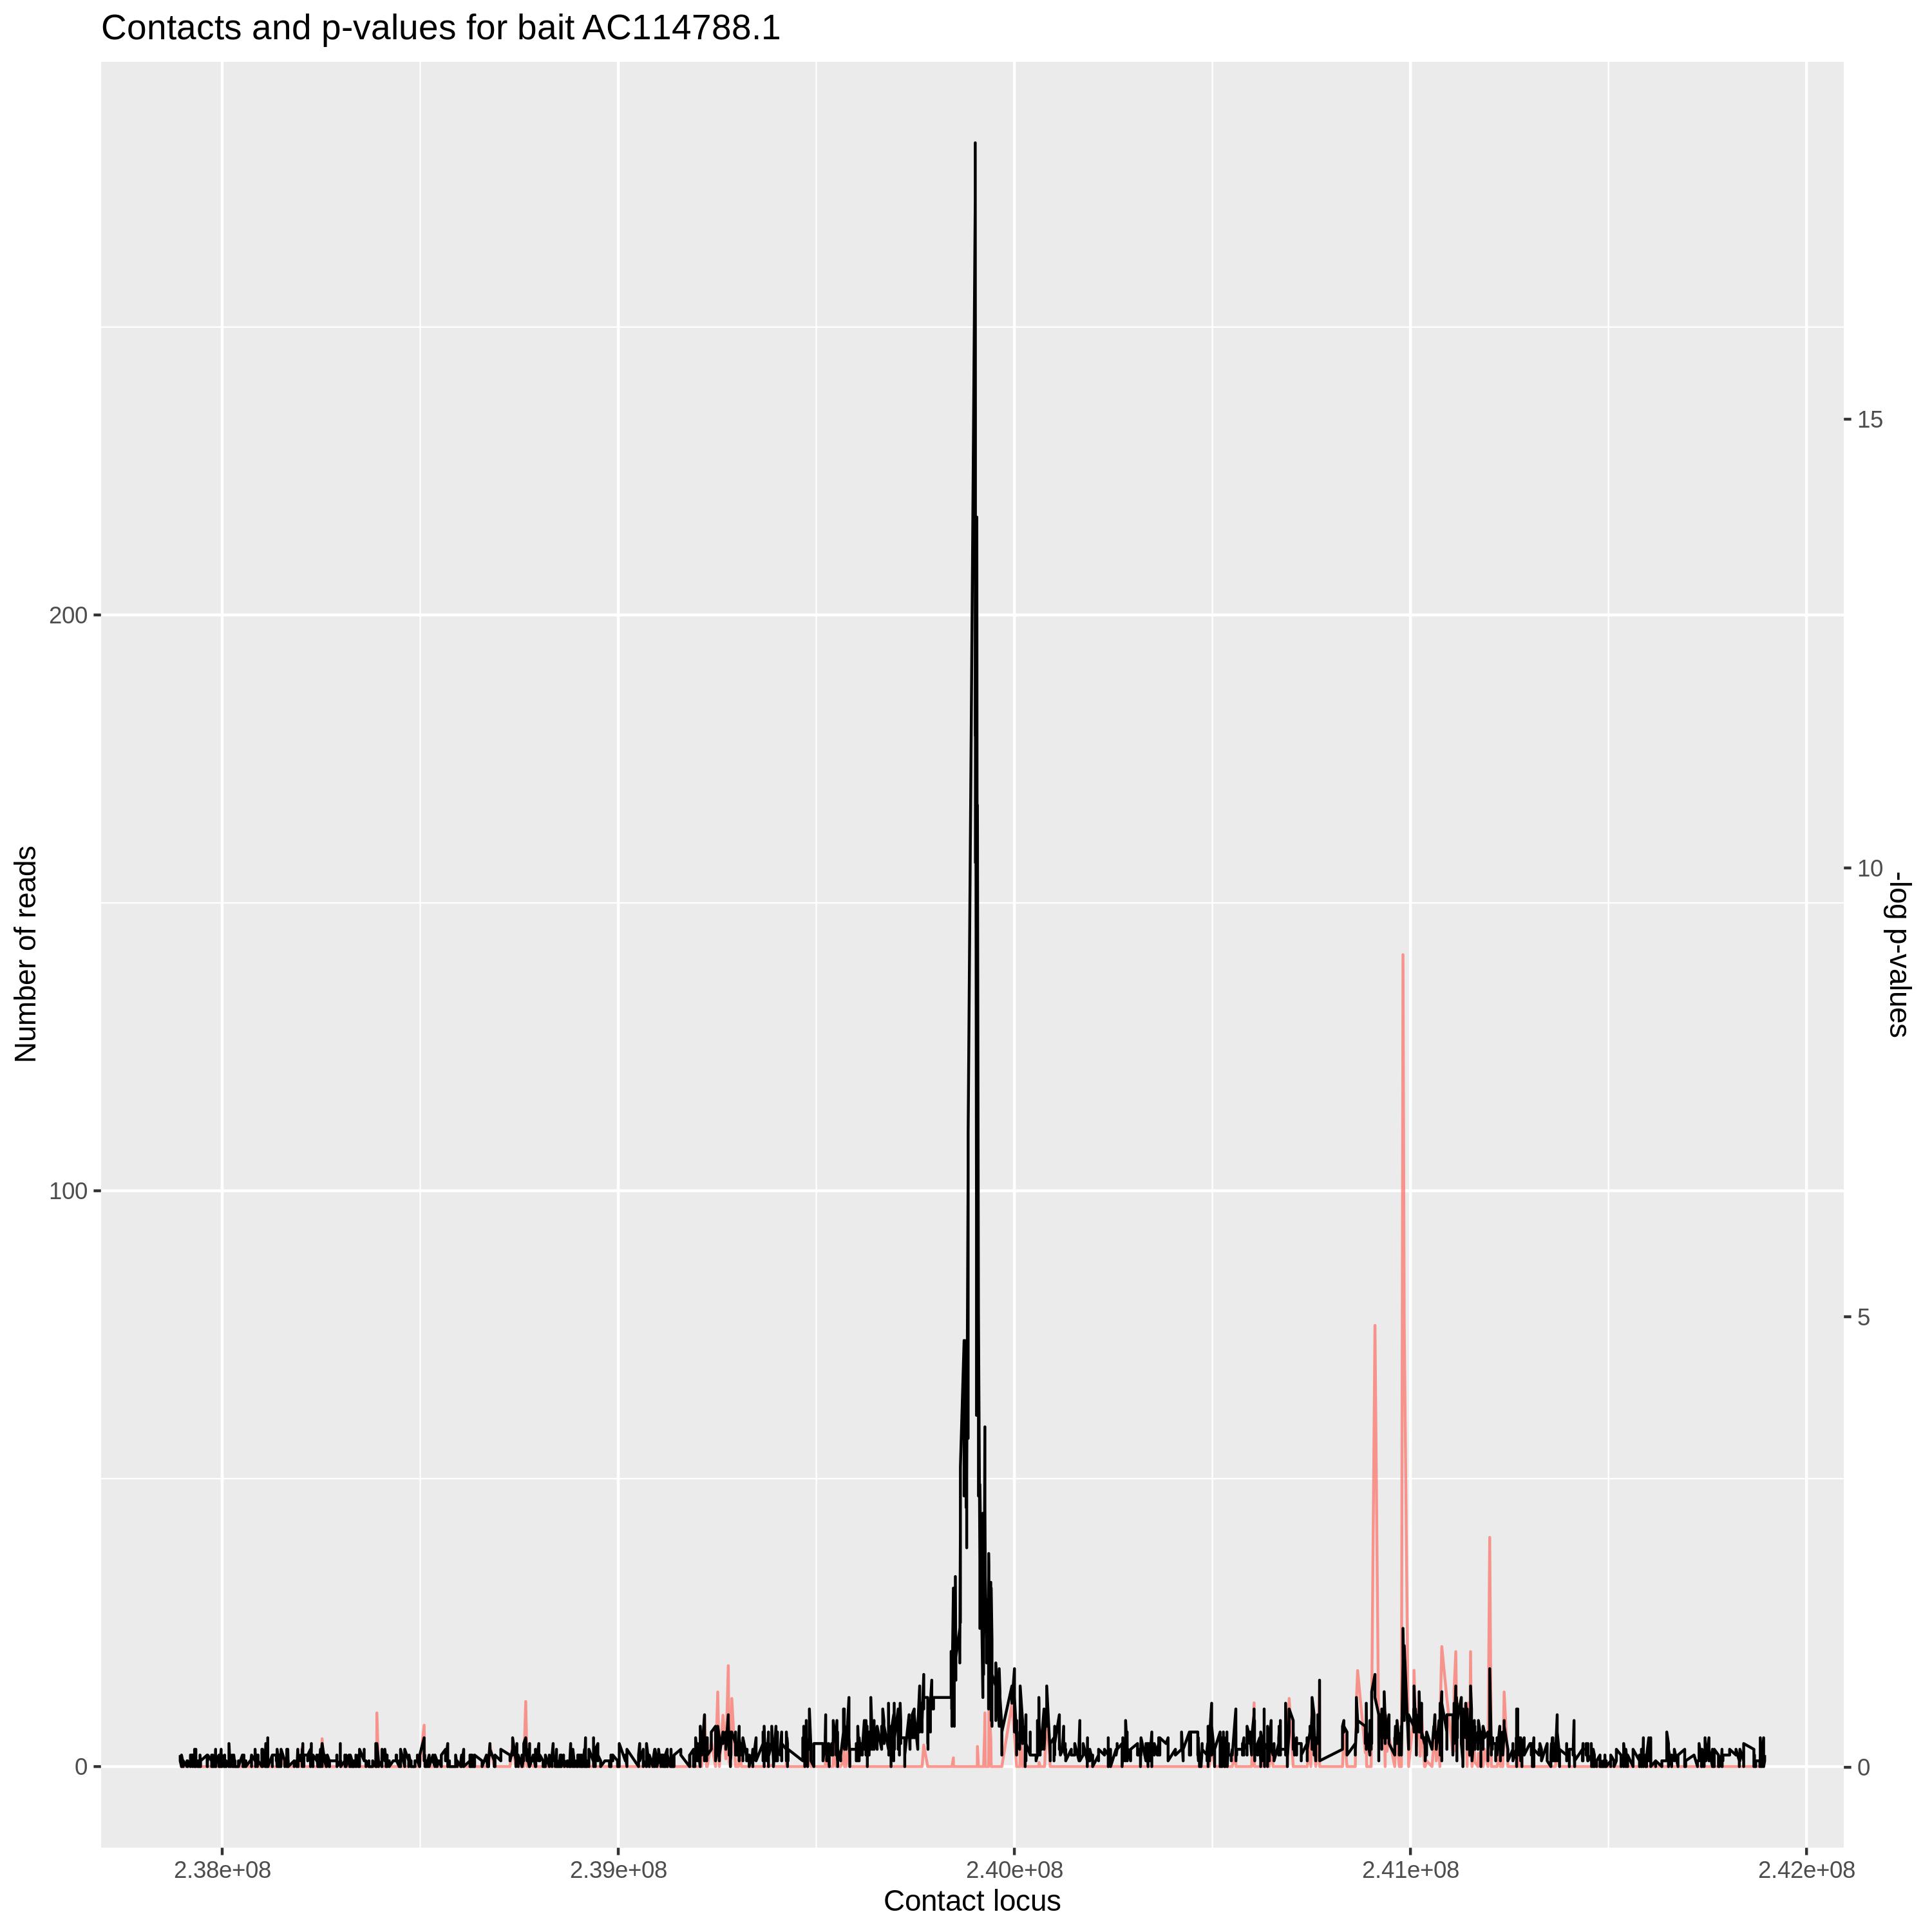 Contacts and p-values for bait AC114788.1
Number of reads
200
100
0
15
10
5
0
-log p-values
2.38e+08 2.39e+08 2.40e+08 2.41e+08 2.42e+08
Contact locus